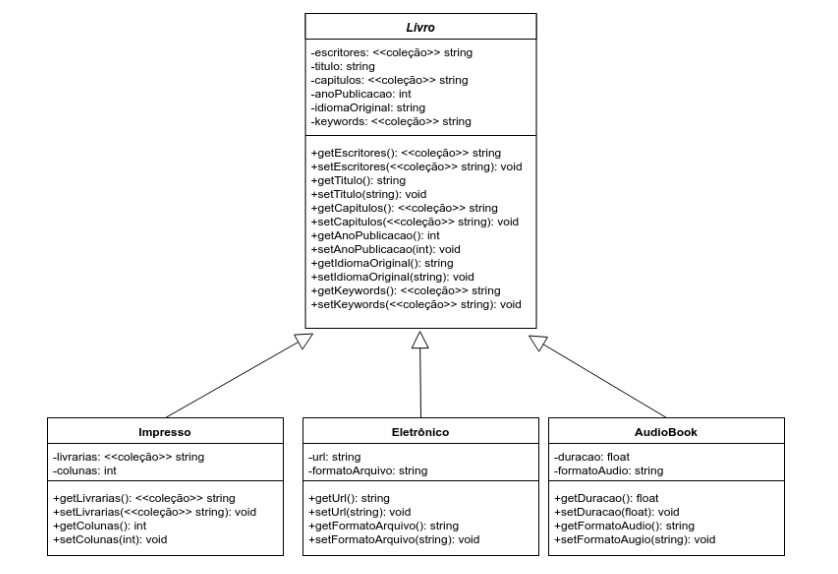 Livro
-escritores: <<coleção>> string
-titulo: string
-capitulos: <<coleção>> string
-anoPublicacao: int
-idiomaOriginal: string
-keywords: <<coleção>> string
+getEscritores(): <<coleção>> string
+setEscritores(<<coleção>> string): void
+getTitulo(): string
+setTitulo(string): void
+getCapitulos(): <<coleção>> string
+setCapitulos(<<coleção>> string): void
+getAnoPublicacao(): int
+setAnoPublicacao(int): void
+getIdiomaOriginal(): string
+setIdiomaOriginal(string): void
+getKeywords(): <<coleção>> string
+setKeywords(<<coleção>> string): void
Impresso
-livrarias: <<coleção>> string
-colunas: int
+getLivrarias(): <<coleção>> string
+setLivrarias(<<coleção>> string): void
+getColunas(): int
+setColunas(int): void
Eletrônico
-url: string
-formatoArquivo: string
+getUrl(): string
+setUrl(string): void
+getFormatoArquivo(): string
+setFormatoArquivo(string): void
AudioBook
-duracao: float
-formatoAudio: string
+getDuracao(): float
+setDuracao(float): void
+getFormatoAudio(): string
+setFormatoAugio(string): void